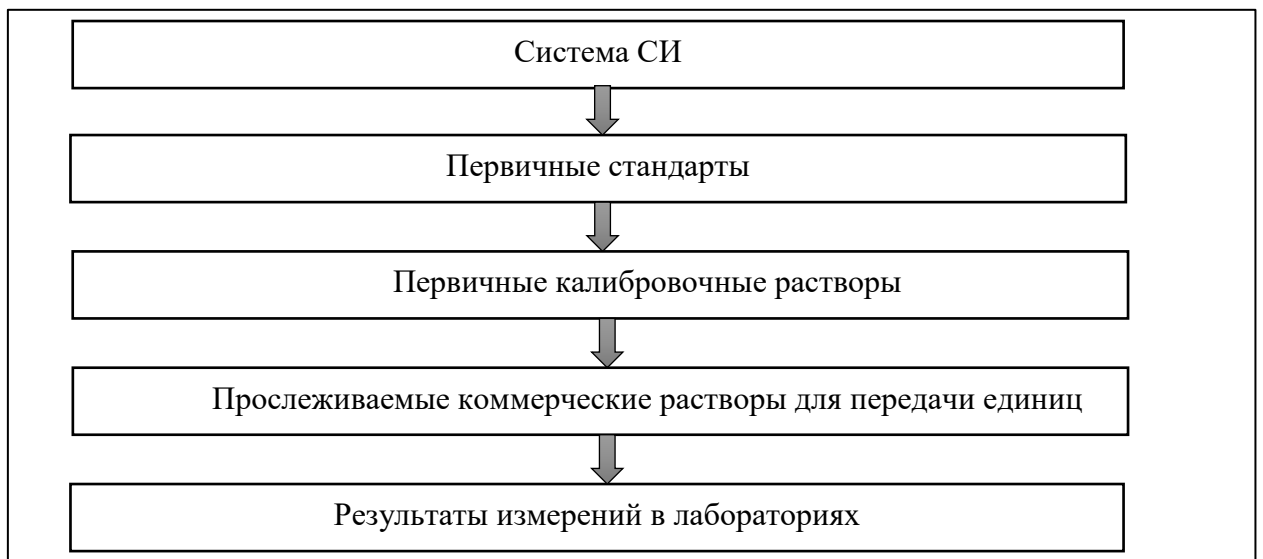 Система СИ
Первичные стандарты
Первичные калибровочные растворы
Прослеживаемые коммерческие растворы для передачи единиц
Результаты измерений в лабораториях